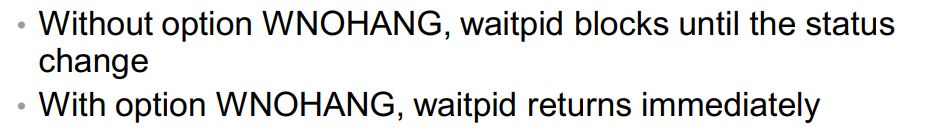 • Without option WNOHANG, waitpid blocks until the status
change
• With option WNOHANG, waitpid returns immediately